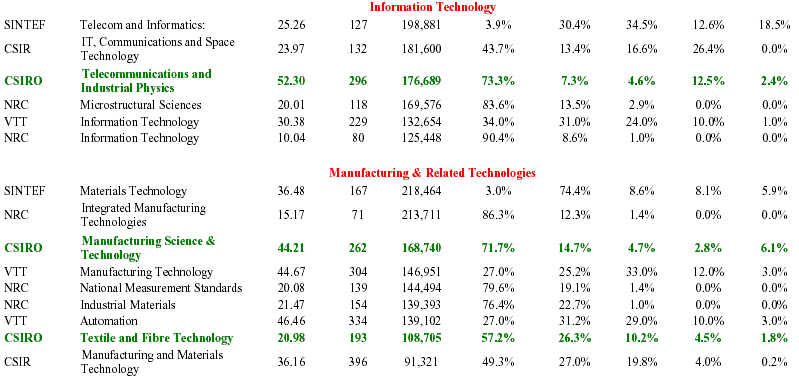 Information Technology
SINTEF Telecom and Informatics: 25.26 127 198,881 3.9% 30.4% 34.5% 12.6% 18.5%
CSIR IT, Communications and Space Technology 23.97 132 181,600 43.7% 13.4% 16.6% 26.4% 0.0%
CSIRO Telecommunications and Industrial Physics 52.30 296 176,689 73.3% 7.3% 4.6% 12.5% 2.4%
NRC Microstructural Sciences 20.01 118 169,576 83.6% 13.5% 2.9% 0.0% 0.0%
VTT Information Technology 30.38 229 132,654 34.0% 31.0% 24.0% 10.0% 1.0%
NRC Information Technology 10.04 80 125,448 90.4% 8.6% 1.0% 0.0% 0.0%
Manufacturing & Related Technologies
SINTEF Materials Technology 36.48 167 218,464 3.0% 74.4% 8.6% 8.1% 5.9%
NRC Integrated Manufacturing Technologies 15.17 71 213,711 86.3% 12.3% 1.4% 0.0% 0.0%
CSIRO Manufacturing Science & Technology 44.21 262 168,740 71.7% 14.7% 4.7% 2.8% 6.1%
VTT Manufacturing Technology 44.67 304 146,951 27.0% 25.2% 33.0% 12.0% 3.0%
NRC National Measurement Standards 20.08 139 144,494 79.6% 19.1% 1.4% 0.0% 0.0%
NRC Industrial Materials 21.47 154 139,393 76.4% 22.7% 1.0% 0.0% 0.0%
VTT Automation 46.46 334 139,102 27.0% 31.2% 29.0% 10.0% 3.0%
CSIRO Textile and Fibre Technology 20.98 193 108,705 57.2% 26.3% 10.2% 4.5% 1.8%
CSIR Manufacturing and Materials Technology 36.16 396 91,321 49.3% 27.0% 19.8% 4.0% 0.2%